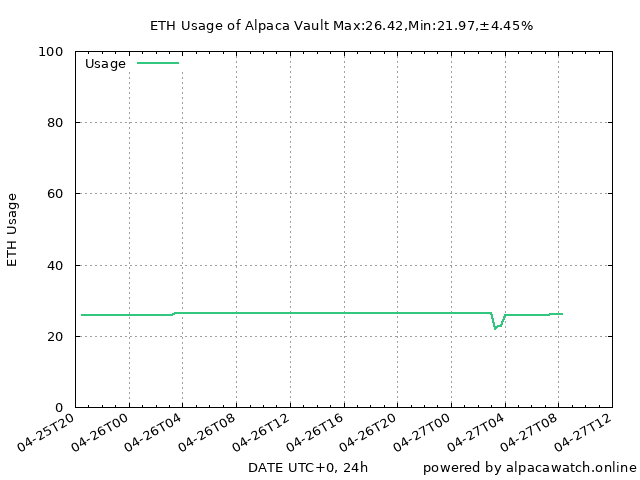 ETH Usage of Alpaca Vault Max:26.42,Min:21.97,±4.45%
100
Usage
80
60
ETH Usage
40
20
0
04-25T20
04-26T00
04-26T04
04-26T08
04-26T12
04-26T16
04-26T20
04-27T00
04-27T04
04-27T08
04-27T12
DATE UTC+0, 24h
powered by alpacawatch.online